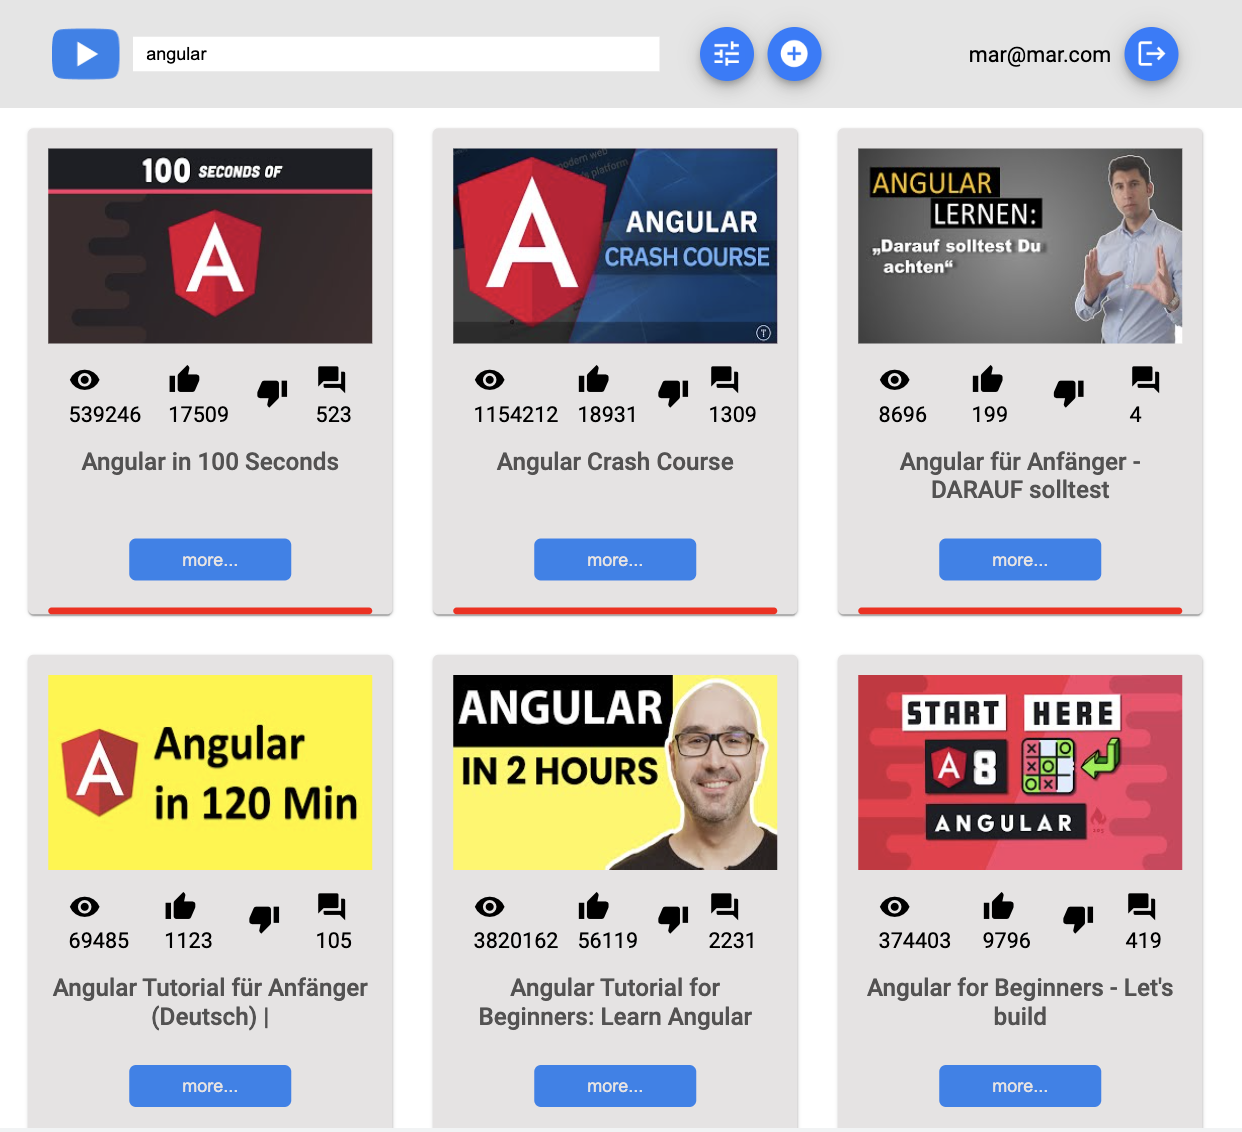 angular
mar@mar.com
100 SECONDS OF
A
modern web
platform
A
ANGULAR
CRASH COURSE
T
ANGULAR
LERNEN:
„Darauf solltest Du
achten“
539246 17509 523
1154212 18931 1309
8696 199 4
Angular in 100 Seconds
Angular Crash Course
Angular für Anfänger -
DARAUF solltest
more...
more...
more...
A
Angular
in 120 Min
ANGULAR
IN 2 HOURS
START HERE
A 8
X O
X O
O X
ANGULAR
69485 1123 105
3820162 56119 2231
374403 9796 419
Angular Tutorial für Anfänger
(Deutsch) |
Angular Tutorial for
Beginners: Learn Angular
Angular for Beginners - Let's
build
more...
more...
more...